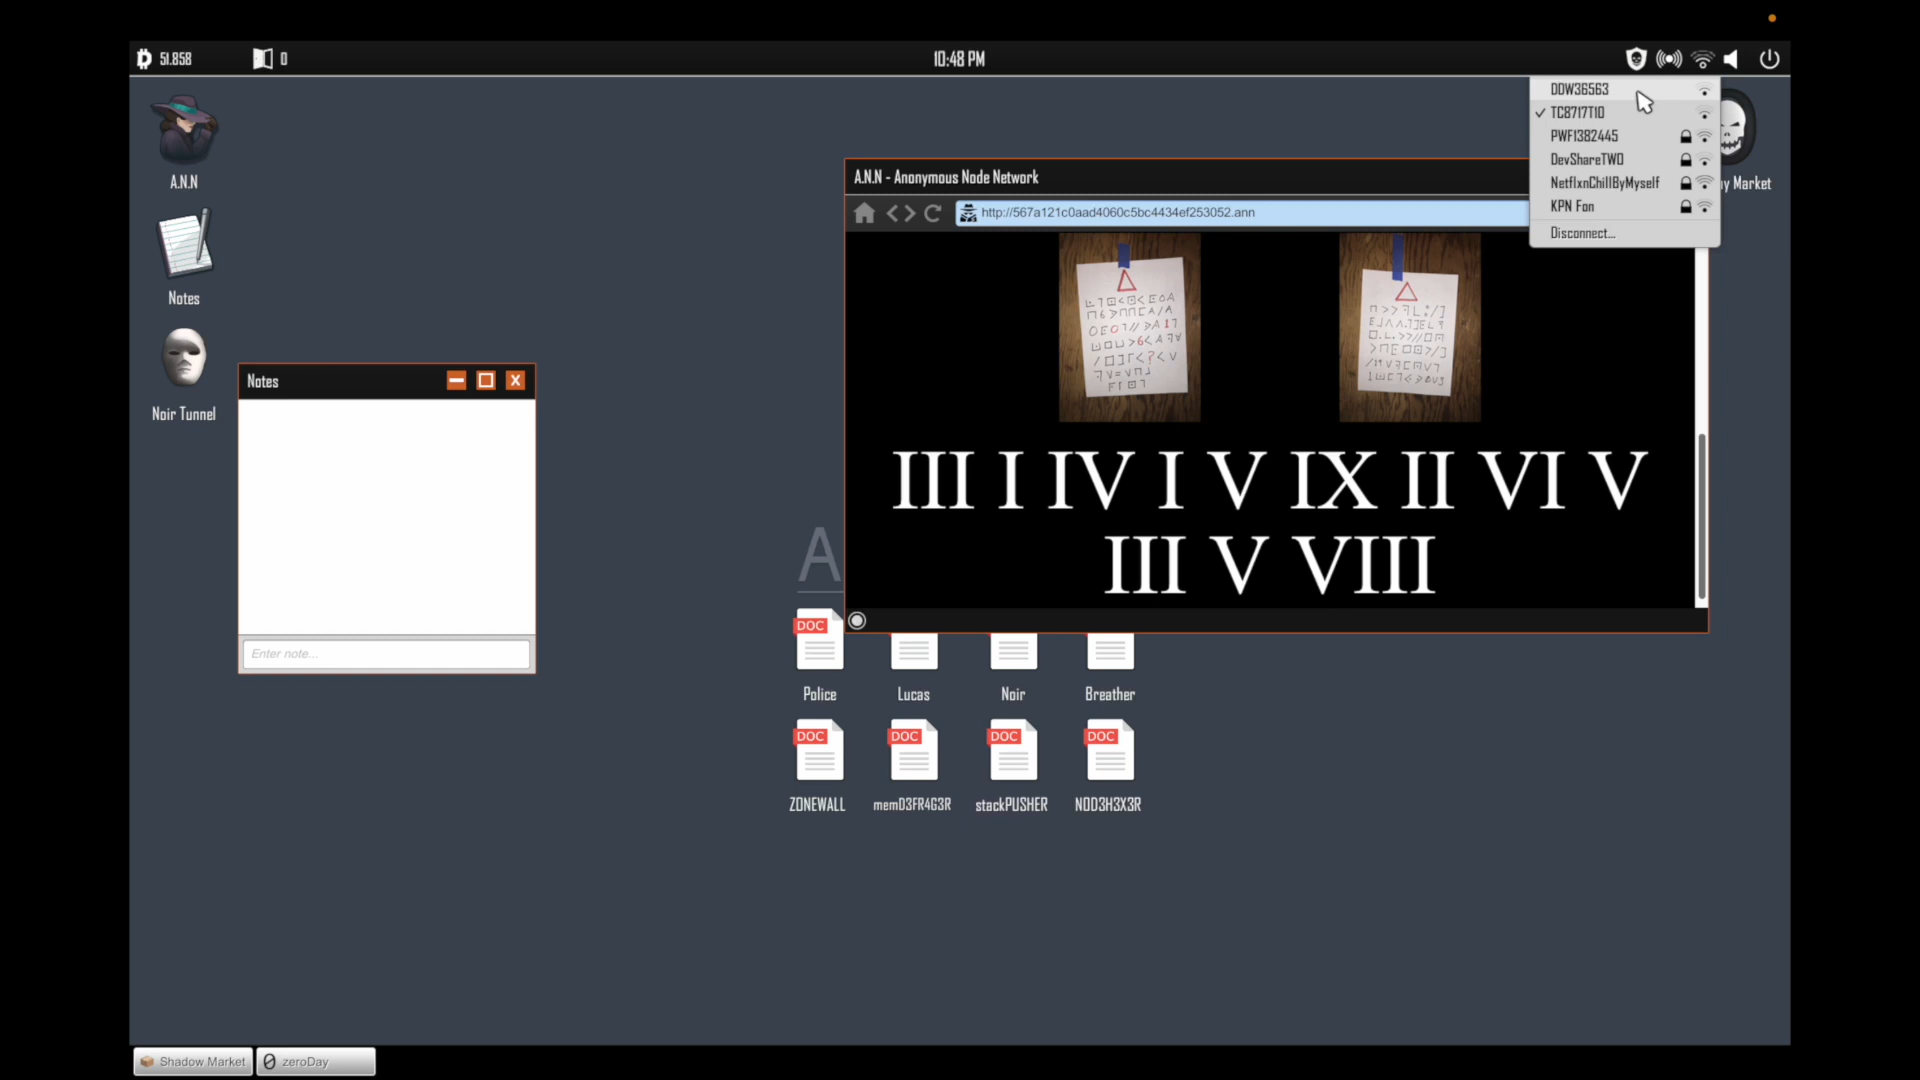 51.858
0
10:48 PM
DDW36563
TC8717T10
PWF1382445
DevShareTWO
NetflxnChillByMyself
KPN Fon
Disconnect...
A.N.N
Notes
Noir Tunnel
y Market
A.N.N - Anonymous Node Network
http://567a121c0aad4060c5bc4434ef253052.ann
III I IV I V IX II VI V
III V VIII
Notes
Enter note...
A
DOC
Police
Lucas
Noir
Breather
DOC
DOC
DOC
DOC
ZONEWALL
memD3FR4G3R
stackPUSHER
NOD3H3X3R
Shadow Market
zeroDay